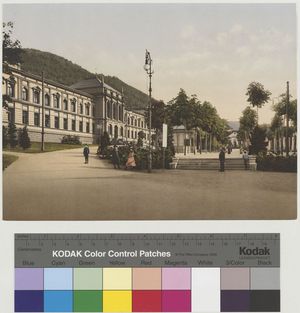 KODAK Color Control Patches
Kodak
Blue Cyan Green Yellow Red Magenta White 3/Color Black